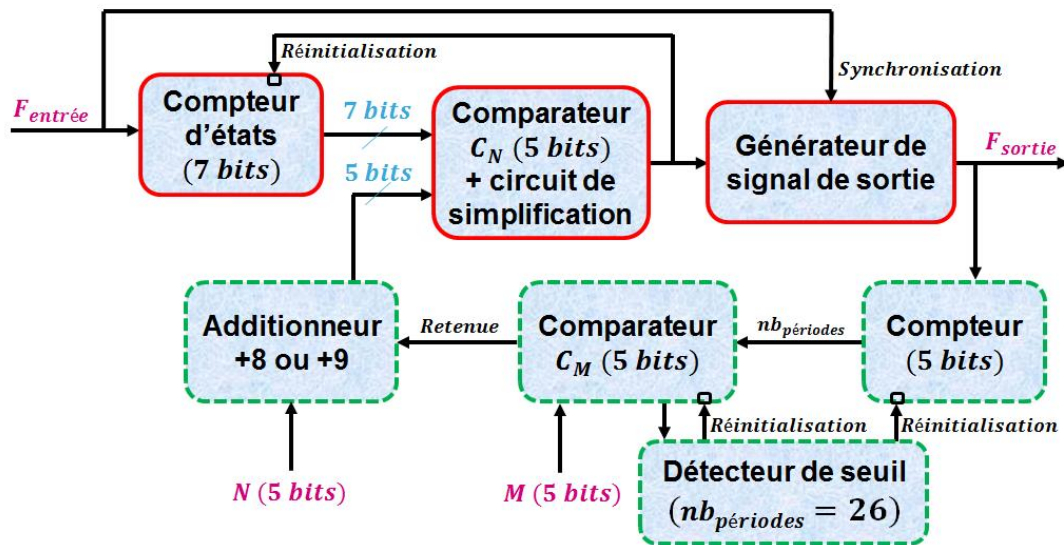 Réinitialisation
Synchronisation
F_entrée
Compteur
d'états
(7 bits)
7 bits
5 bits
Comparateur
C_N (5 bits)
+ circuit de
simplification
Générateur de
signal de sortie
F_sortie
Additionneur
+8 ou +9
Retenue
Comparateur
C_M (5 bits)
nb_périodes
Compteur
(5 bits)
Réinitialisation
Réinitialisation
N (5 bits)
M (5 bits)
Détecteur de seuil
(nb_périodes = 26)